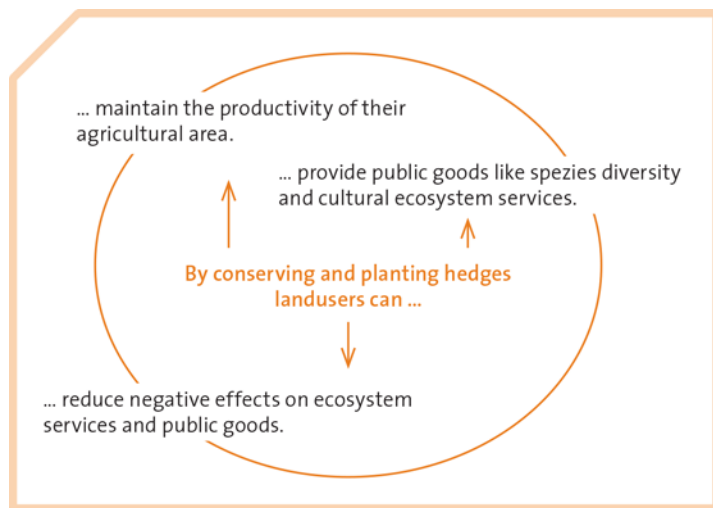 ... maintain the productivity of their
agricultural area.
... provide public goods like spezies diversity
and cultural ecosystem services.
By conserving and planting hedges
landusers can ...
... reduce negative effects on ecosystem
services and public goods.